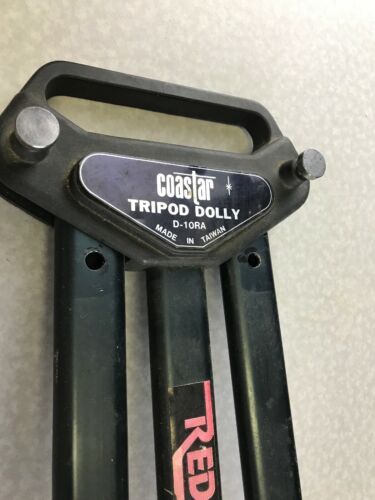 coastar
TRIPOD DOLLY
D-10RA
MADE IN TAIWAN
RED